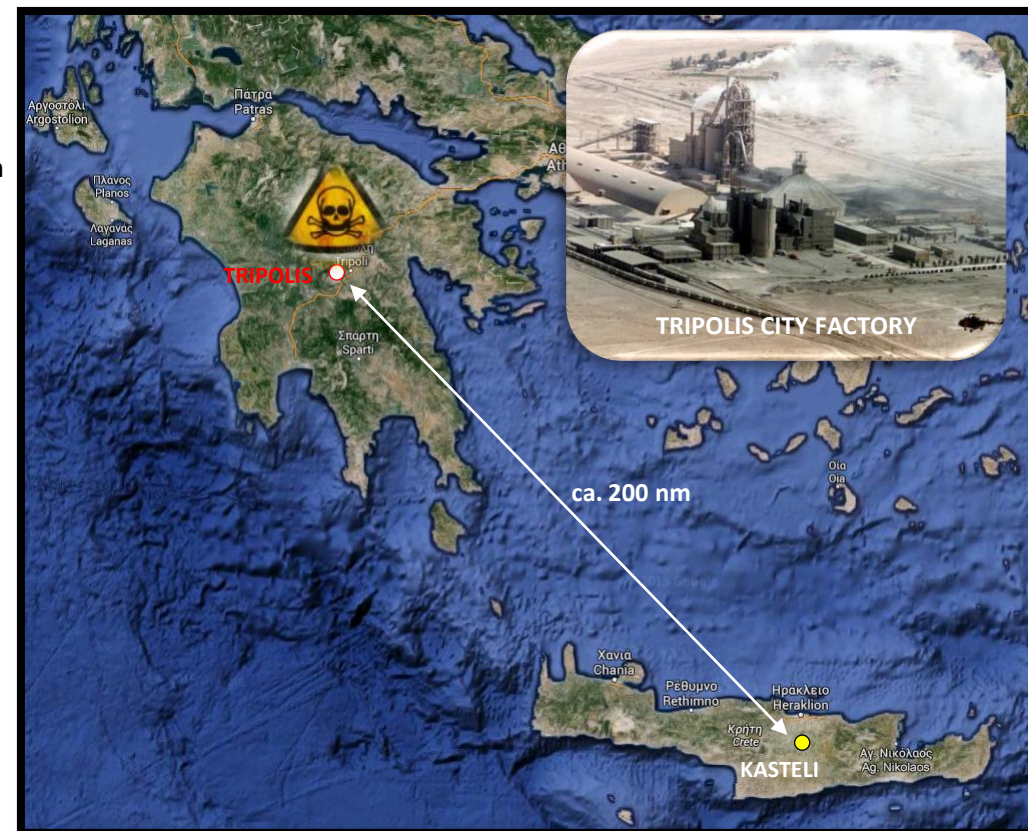 Αργοστόλι
Argostolion
Πάτρα
Patras
Πλάνος
Planos
Λαγανάς
Laganas
Tripoli
TRIPOLIS
Σπάρτη
Sparti
TRIPOLIS CITY FACTORY
Οία
Oia
ca. 200 nm
Χανιά
Chania
Ρέθυμνο
Rethimno
Ηράκλειο
Heraklion
Κρήτη
Crete
Αγ. Νικόλαος
Ag. Nikolaos
KASTELI